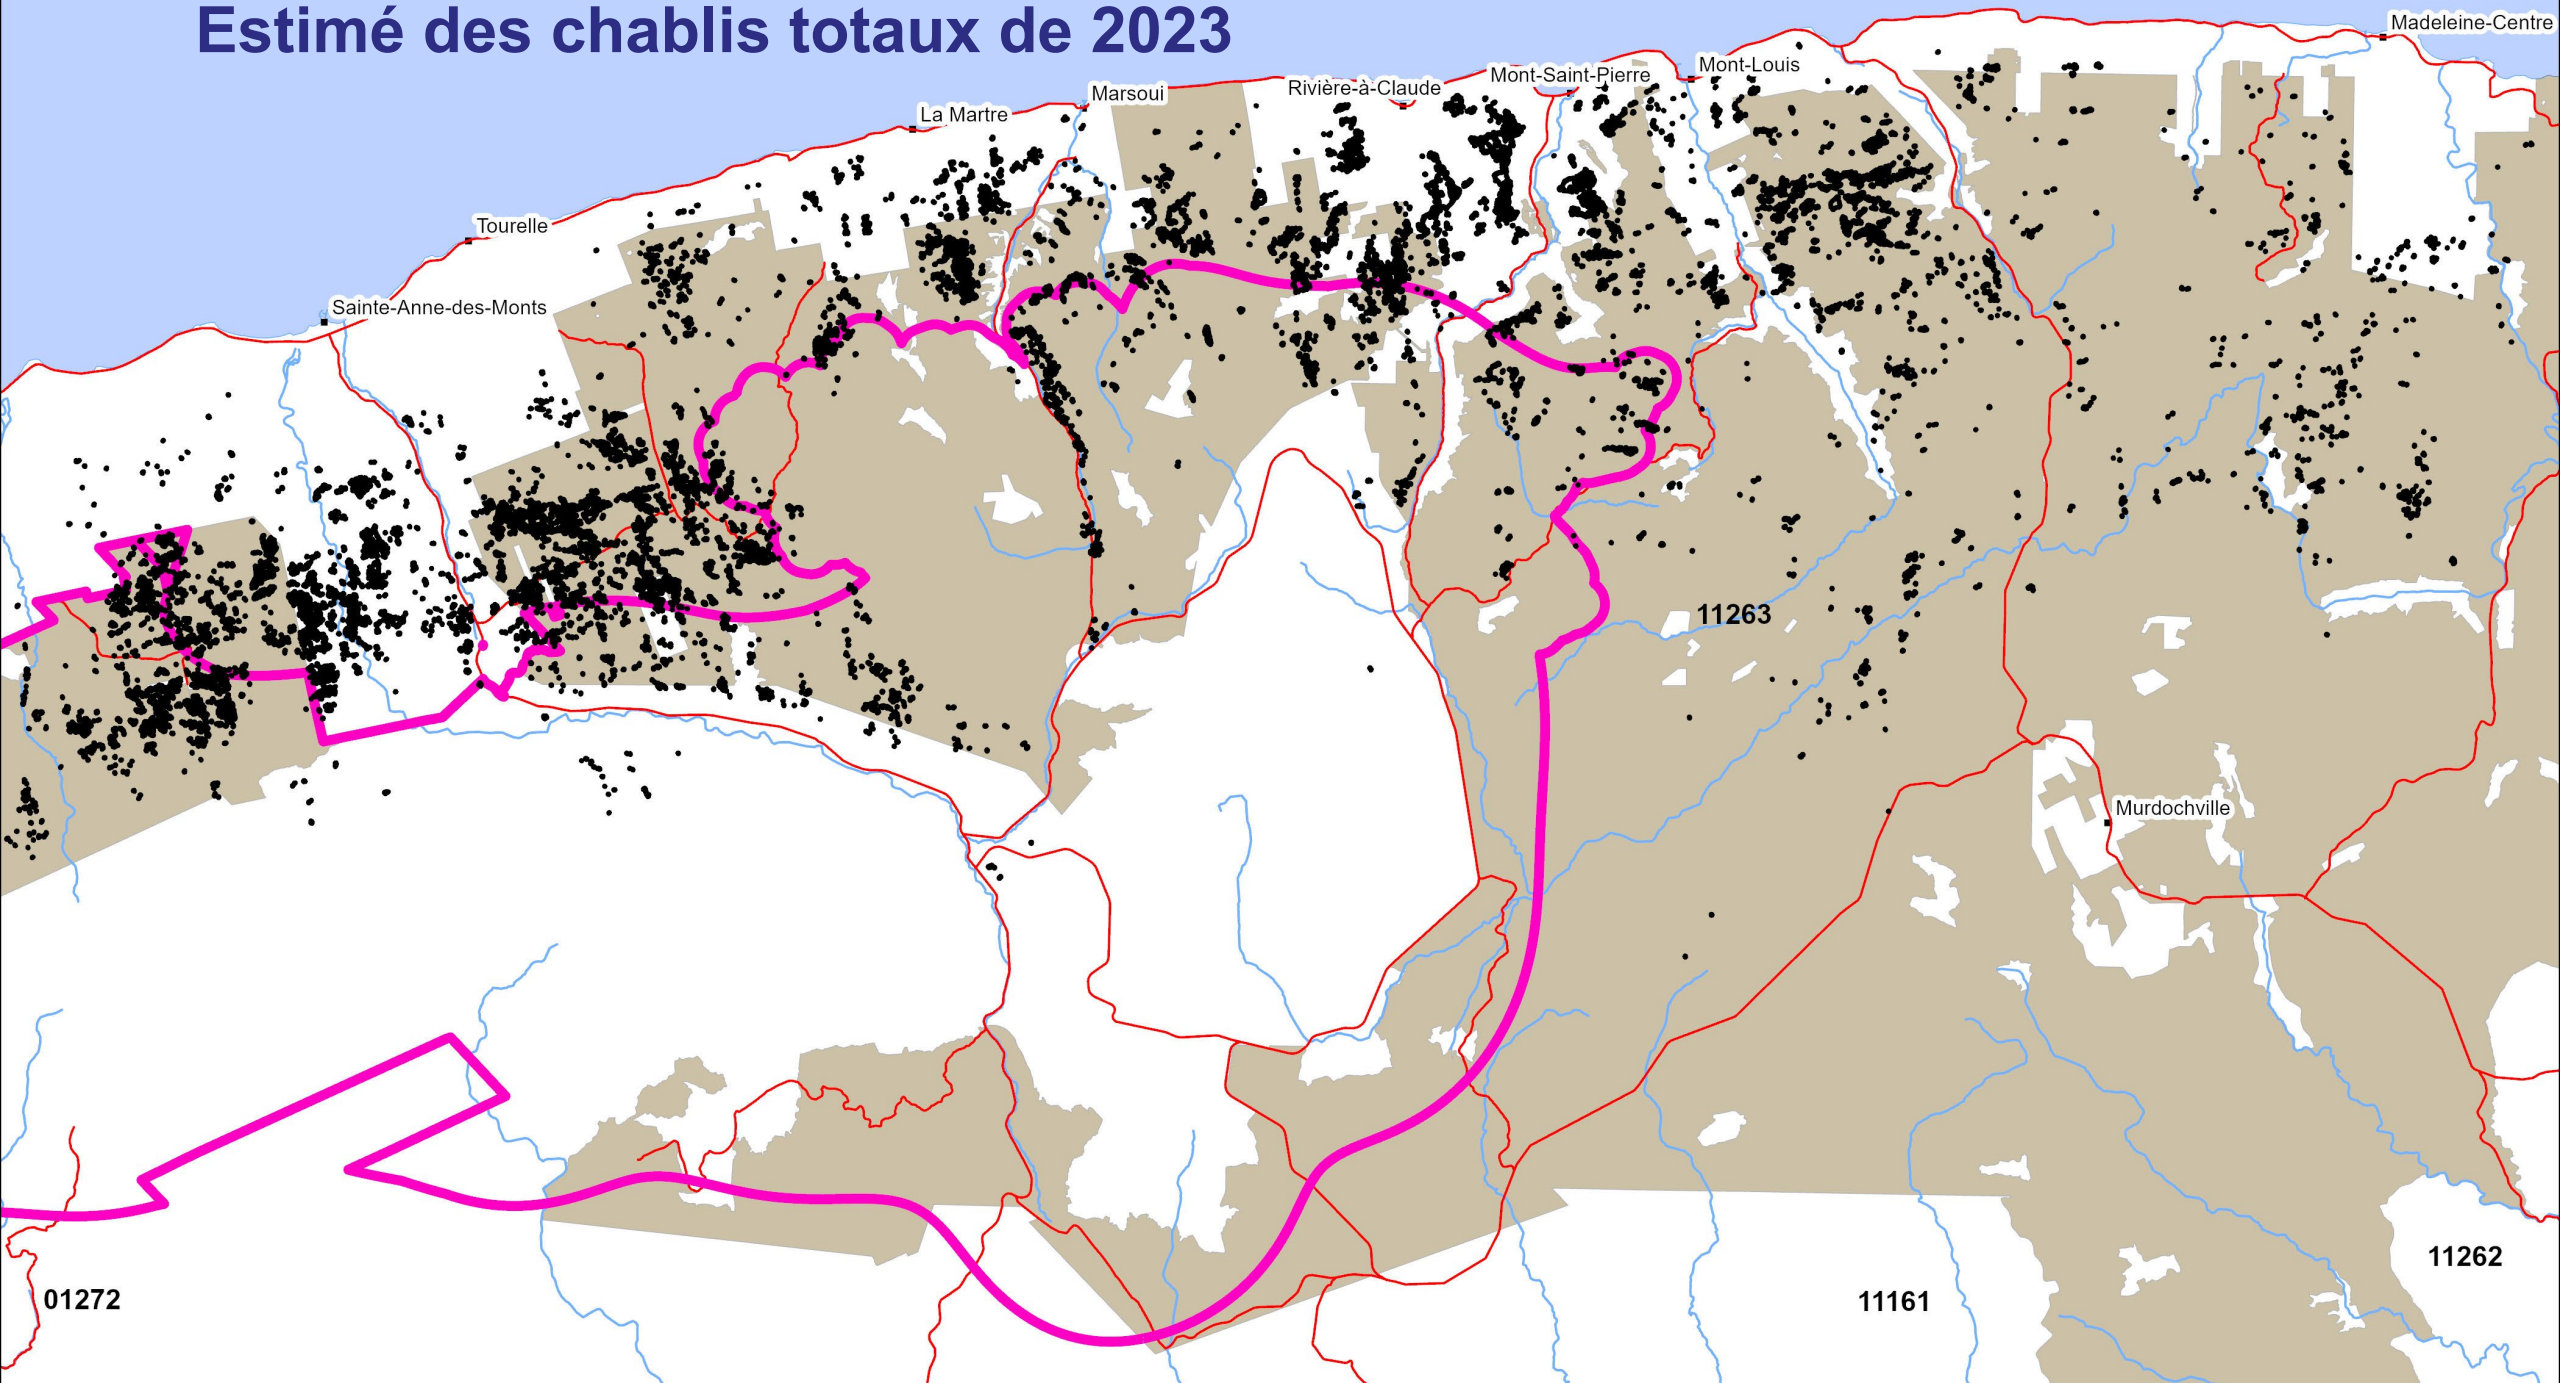 Estimé des chablis totaux de 2023
Madeleine-Centre
Mont-Louis
Mont-Saint-Pierre
Rivière-à-Claude
Marsoui
La Martre
Tourelle
Sainte-Anne-des-Monts
11263
Murdochville
11262
01272
11161